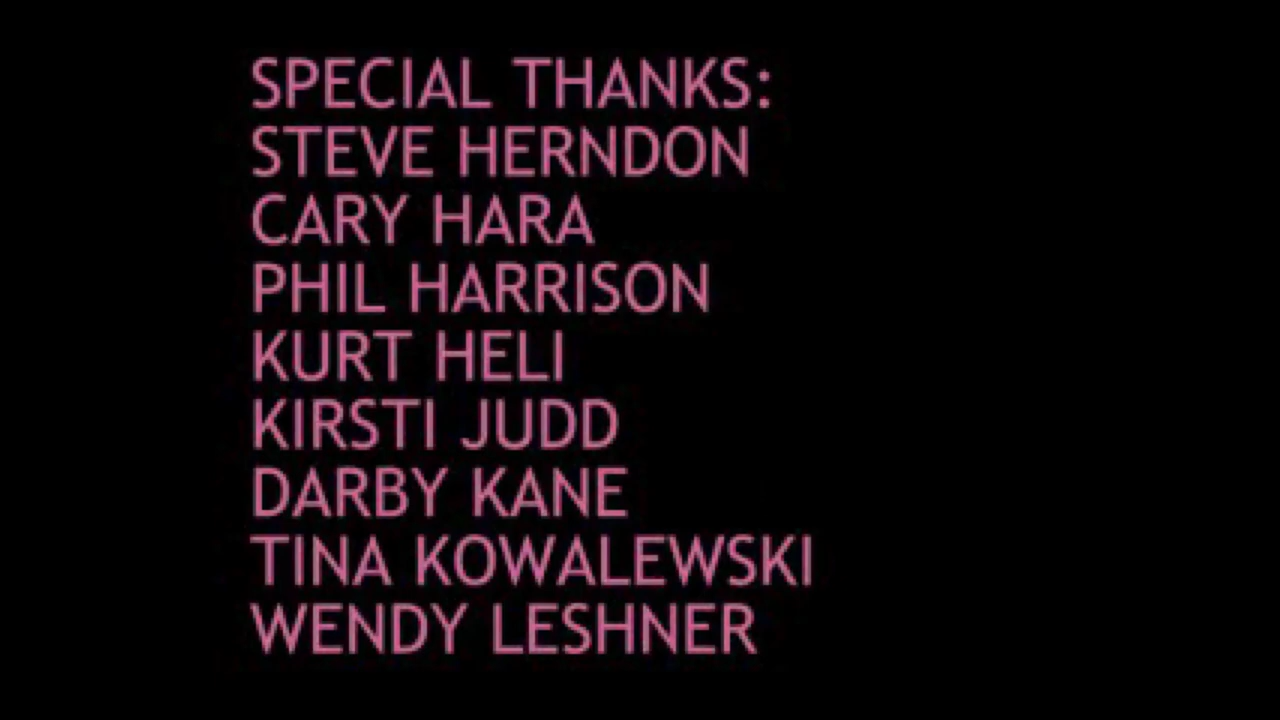 SPECIAL THANKS:
STEVE HERNDON
CARY HARA
PHIL HARRISON
KURT HELI
KIRSTI JUDD
DARBY KANE
TINA KOWALEWSKI
WENDY LESHNER